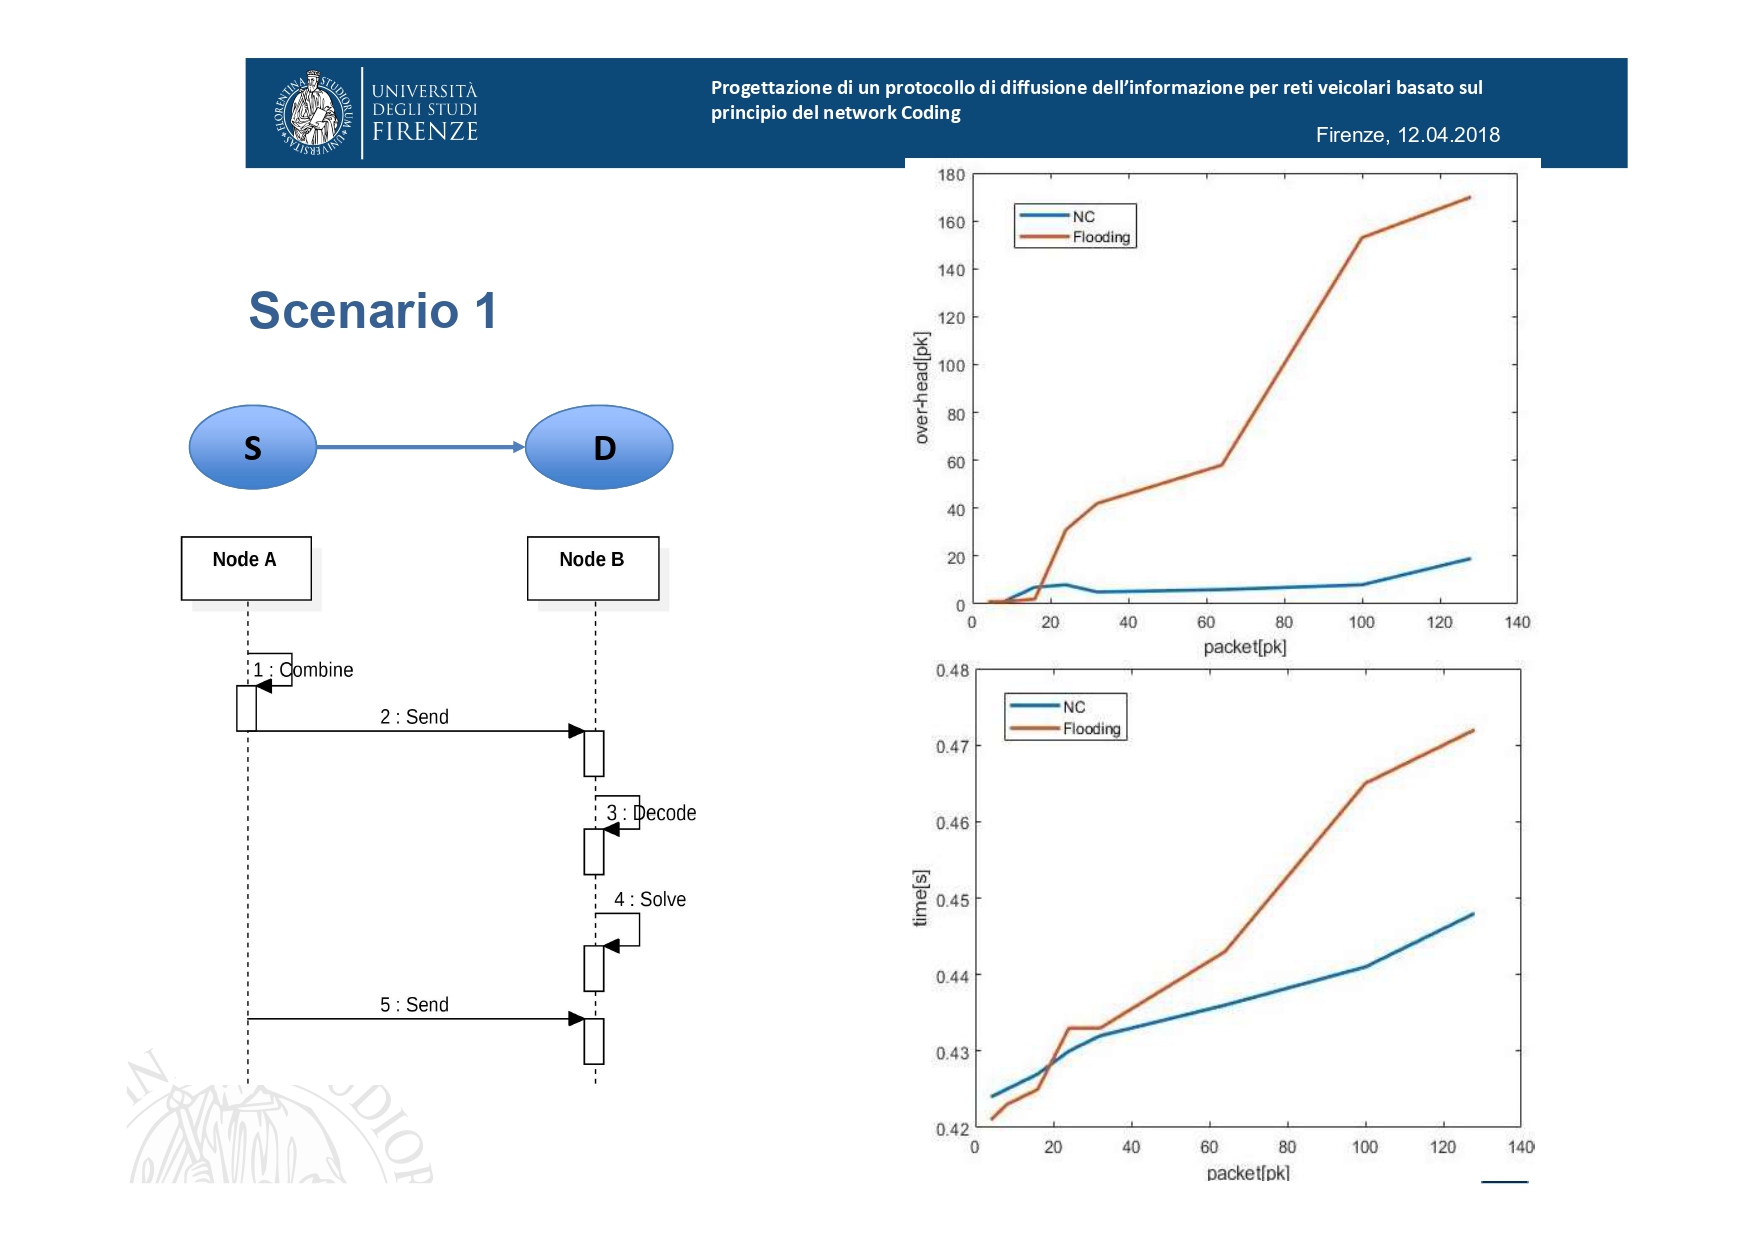 UNIVERSITÀ
DEGLI STUDI
FIRENZE
Progettazione di un protocollo di diffusione dell'informazione per reti veicolari basato sul
principio del network Coding
Firenze, 12.04.2018
Scenario 1
S
D
Node A
Node B
1 : Combine
2 : Send
3 : Decode
4 : Solve
5 : Send
180
160
140
120
100
80
60
40
20
0
over-head[pk]
NC
Flooding
0 20 40 60 80 100 120 140
packet[pk]
0.48
0.47
0.46
0.45
0.44
0.43
0.42
time[s]
NC
Flooding
0 20 40 60 80 100 120 140
packet[pk]